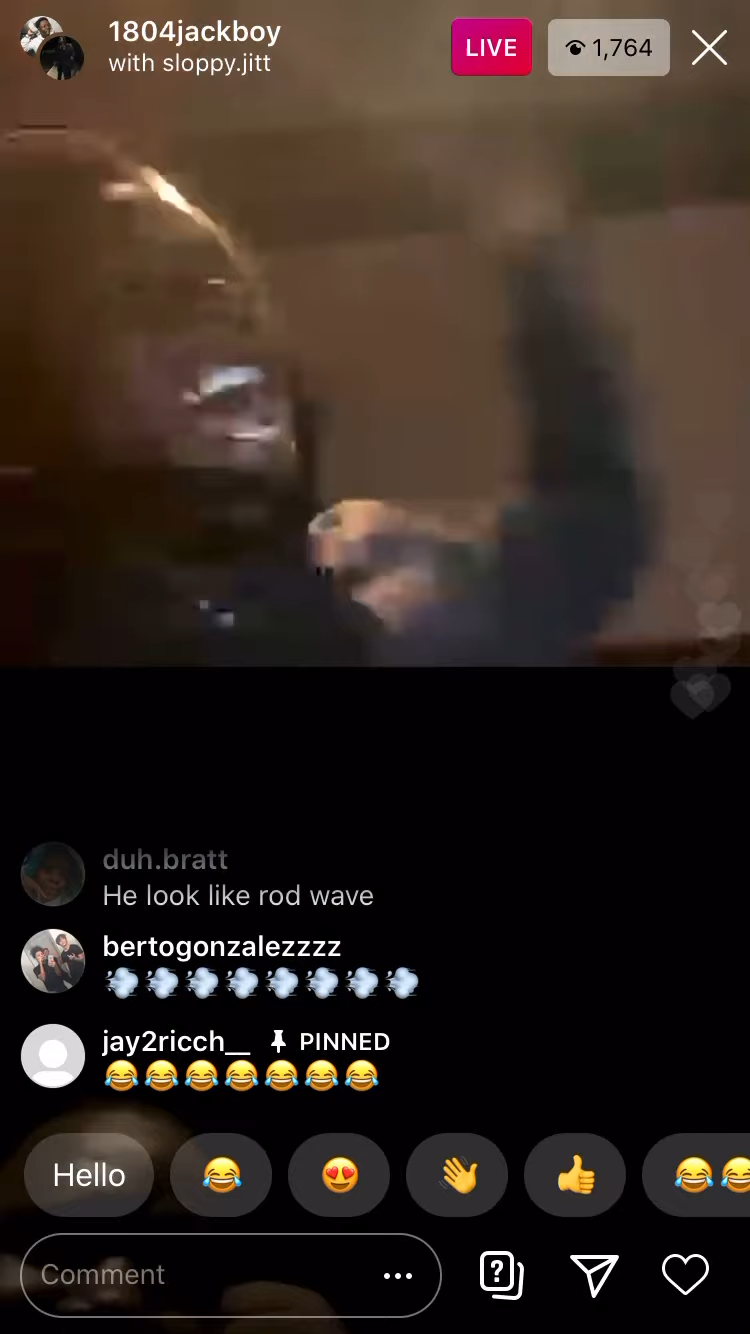 1804jackboy
with sloppy.jitt
LIVE
1,764
duh.bratt
He look like rod wave
bertogonzalezzzz
💨💨💨💨💨💨💨💨
jay2ricch__ PINNED
😂😂😂😂😂😂😂
Hello 😂 😍 👋 👍 😂😂
Comment